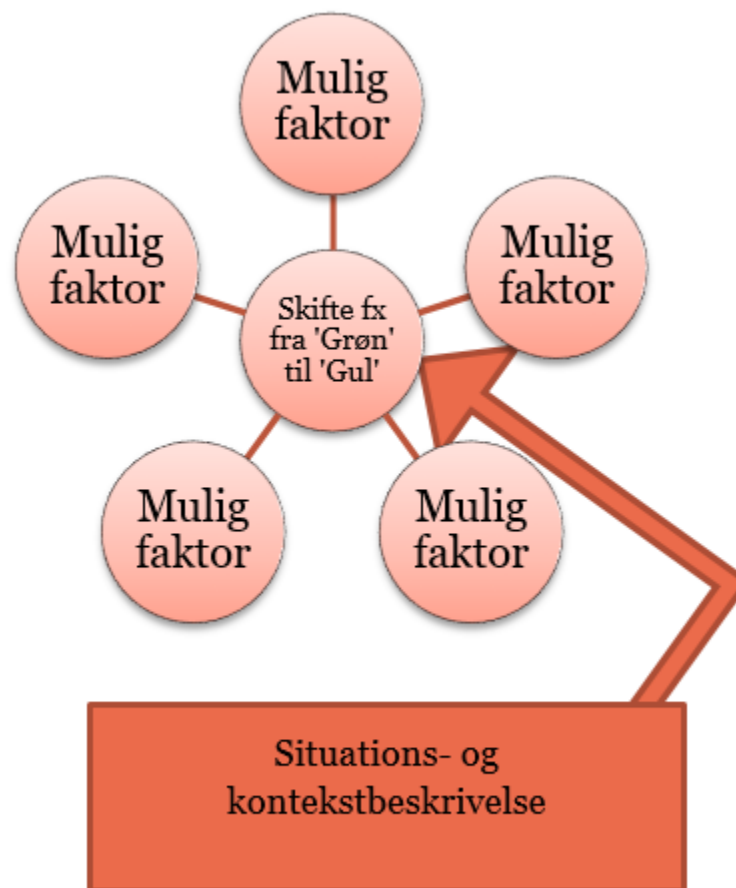 Mulig
faktor
Mulig
faktor
Mulig
faktor
Skifte fx
fra 'Grøn'
til 'Gul'
Mulig
faktor
Mulig
faktor
Situations- og
kontekstbeskrivelse